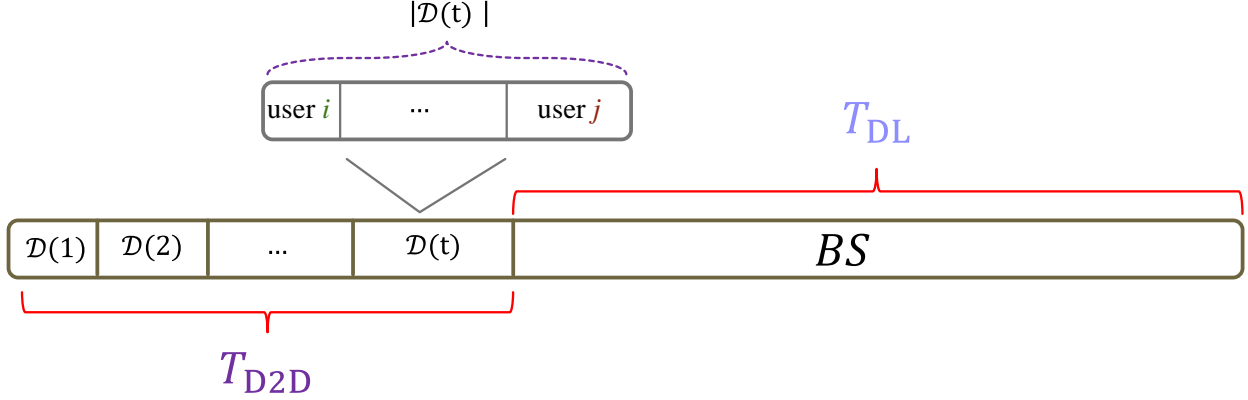 |𝒟(t) |
user i ... user j
T_DL
𝒟(1) 𝒟(2) ... 𝒟(t) BS
T_D2D